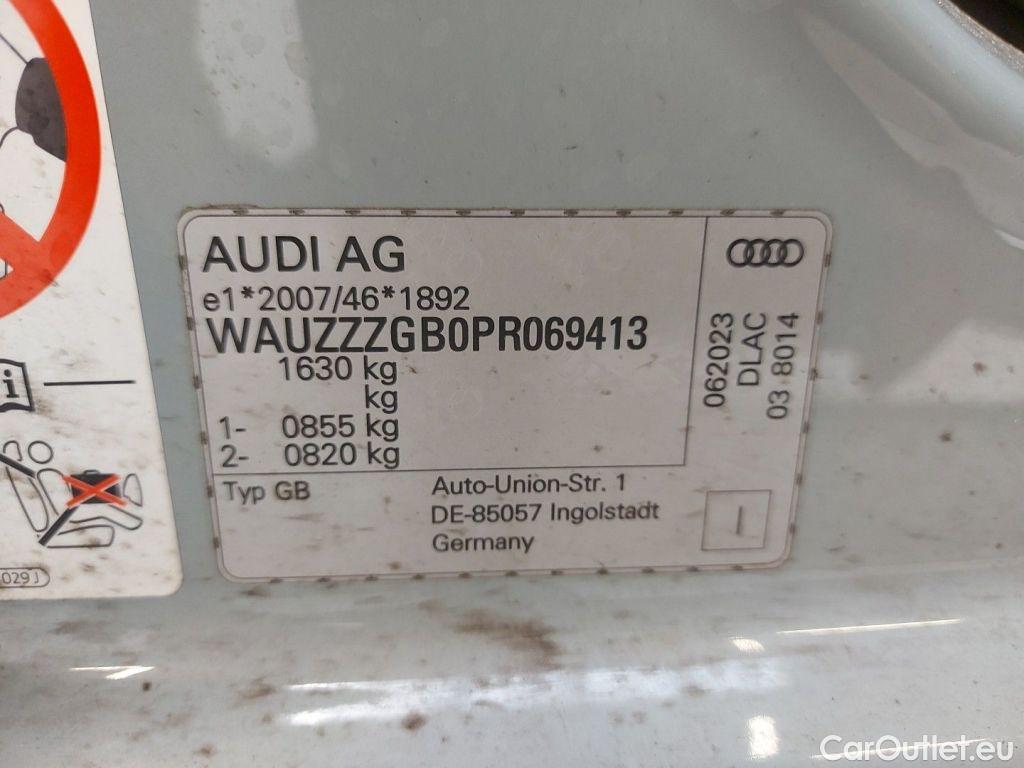 AUDI AG
e1*2007/46*1892
WAUZZZGB0PR069413
1630 kg
kg
1- 0855 kg
2- 0820 kg
Typ GB
Auto-Union-Str. 1
DE-85057 Ingolstadt
Germany
062023
DLAC
03 8014
i
029J
CarOutlet.eu